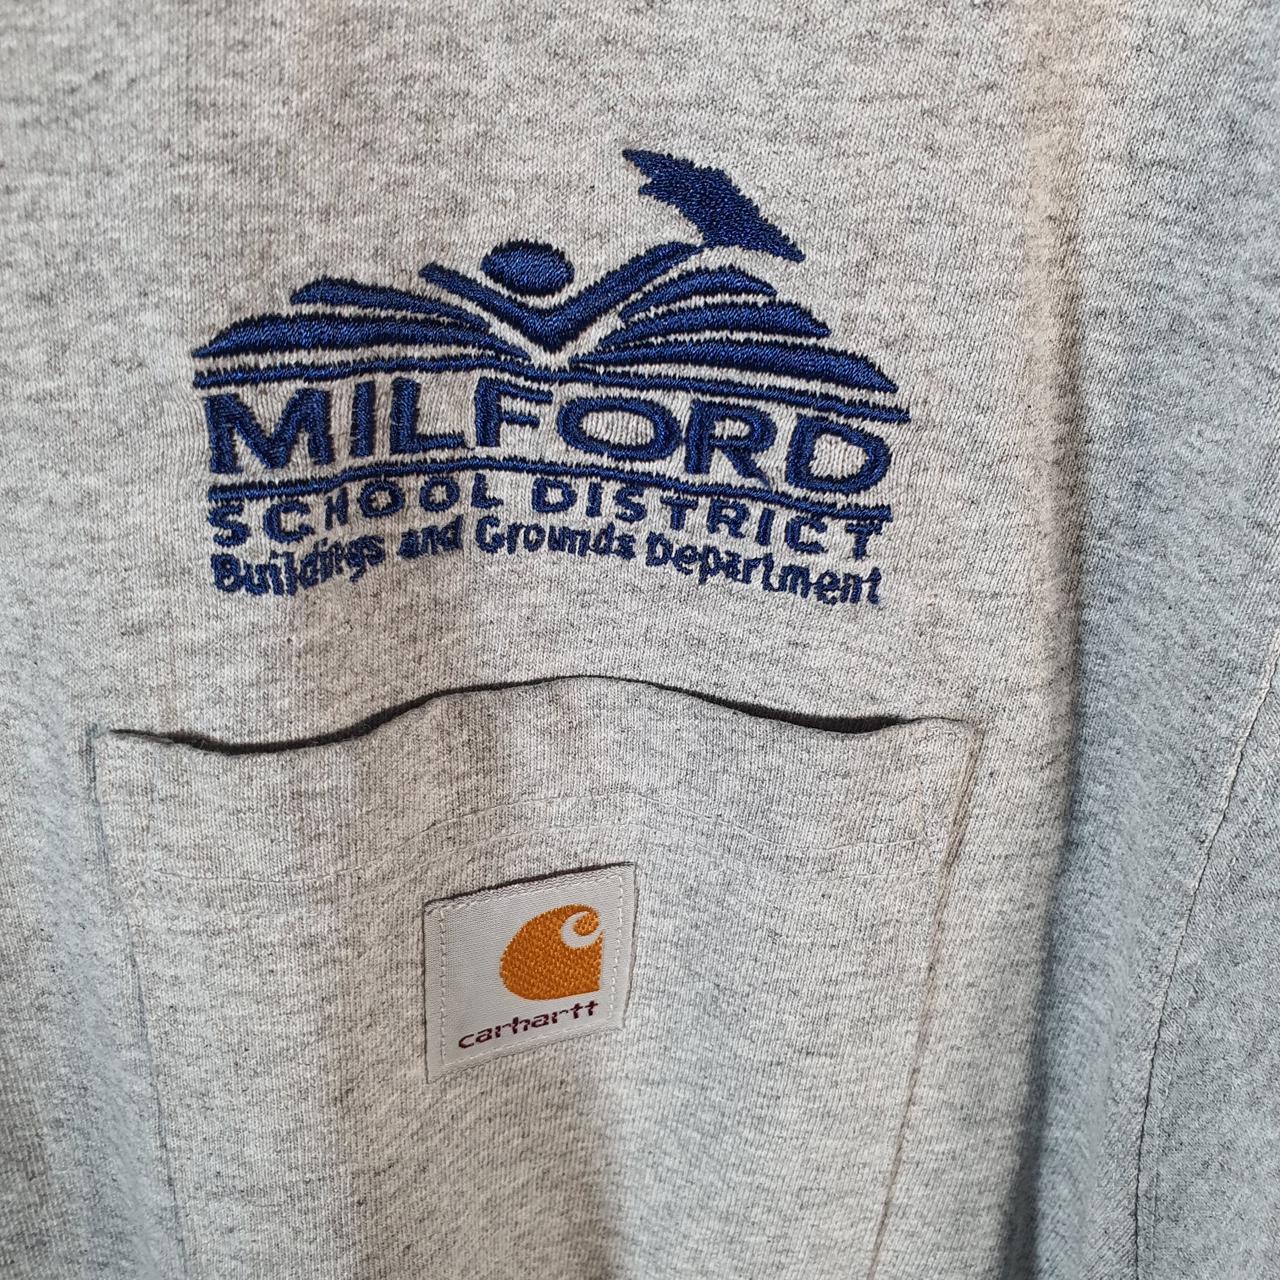 MILFORD
SCHOOL DISTRICT
Buildings and Grounds Department
carhartt